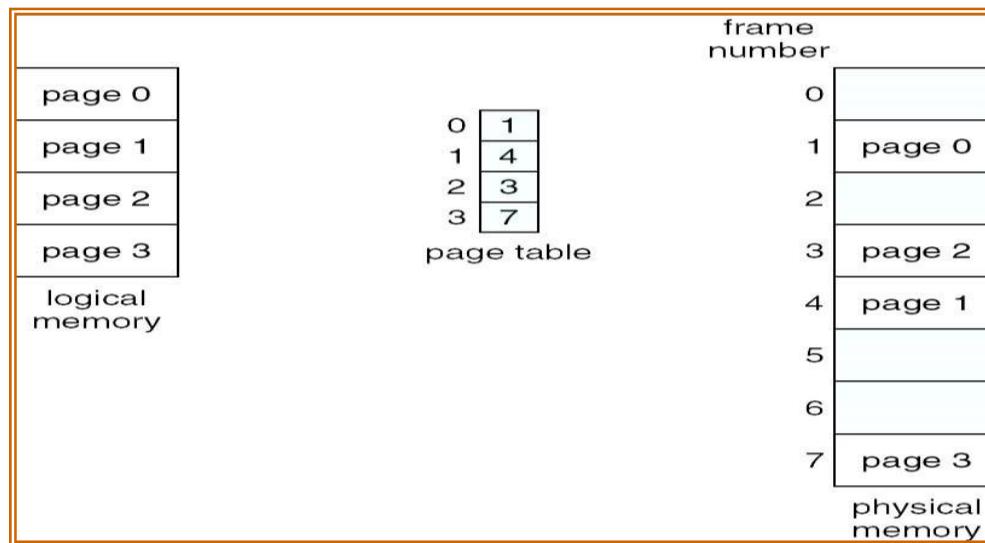 page 0
page 1
page 2
page 3
logical
memory
0 1
1 4
2 3
3 7
page table
frame
number
0
1 page 0
2
3 page 2
4 page 1
5
6
7 page 3
physical
memory